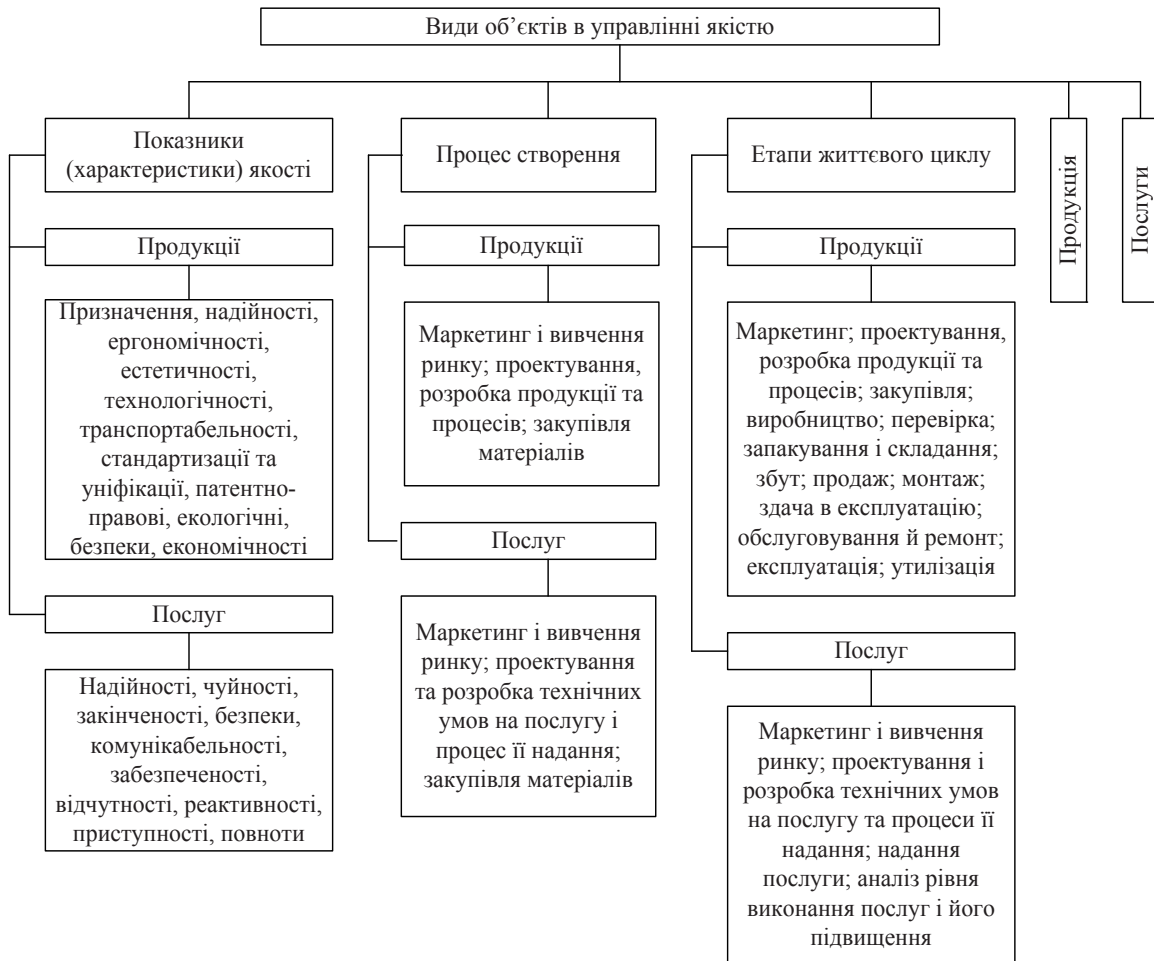 Види об’єктів в управлінні якістю
Показники
(характеристики) якості
Продукції
Призначення, надійності,
ергономічності,
естетичності,
технологічності,
транспортабельності,
стандартизації та
уніфікації, патентно-
правові, екологічні,
безпеки, економічності
Послуг
Надійності, чуйності,
закінченості, безпеки,
комунікабельності,
забезпеченості,
відчутності, реактивності,
приступності, повноти
Процес створення
Продукції
Маркетинг і вивчення
ринку; проектування,
розробка продукції та
процесів; закупівля
матеріалів
Послуг
Маркетинг і вивчення
ринку; проектування
та розробка технічних
умов на послугу і
процес її надання;
закупівля матеріалів
Етапи життєвого циклу
Продукції
Маркетинг; проектування,
розробка продукції та
процесів; закупівля;
виробництво; перевірка;
запакування і складання;
збут; продаж; монтаж;
здача в експлуатацію;
обслуговування й ремонт;
експлуатація; утилізація
Послуг
Маркетинг і вивчення
ринку; проектування і
розробка технічних умов
на послугу та процеси її
надання; надання
послуги; аналіз рівня
виконання послуг і його
підвищення
Продукція
Послуги